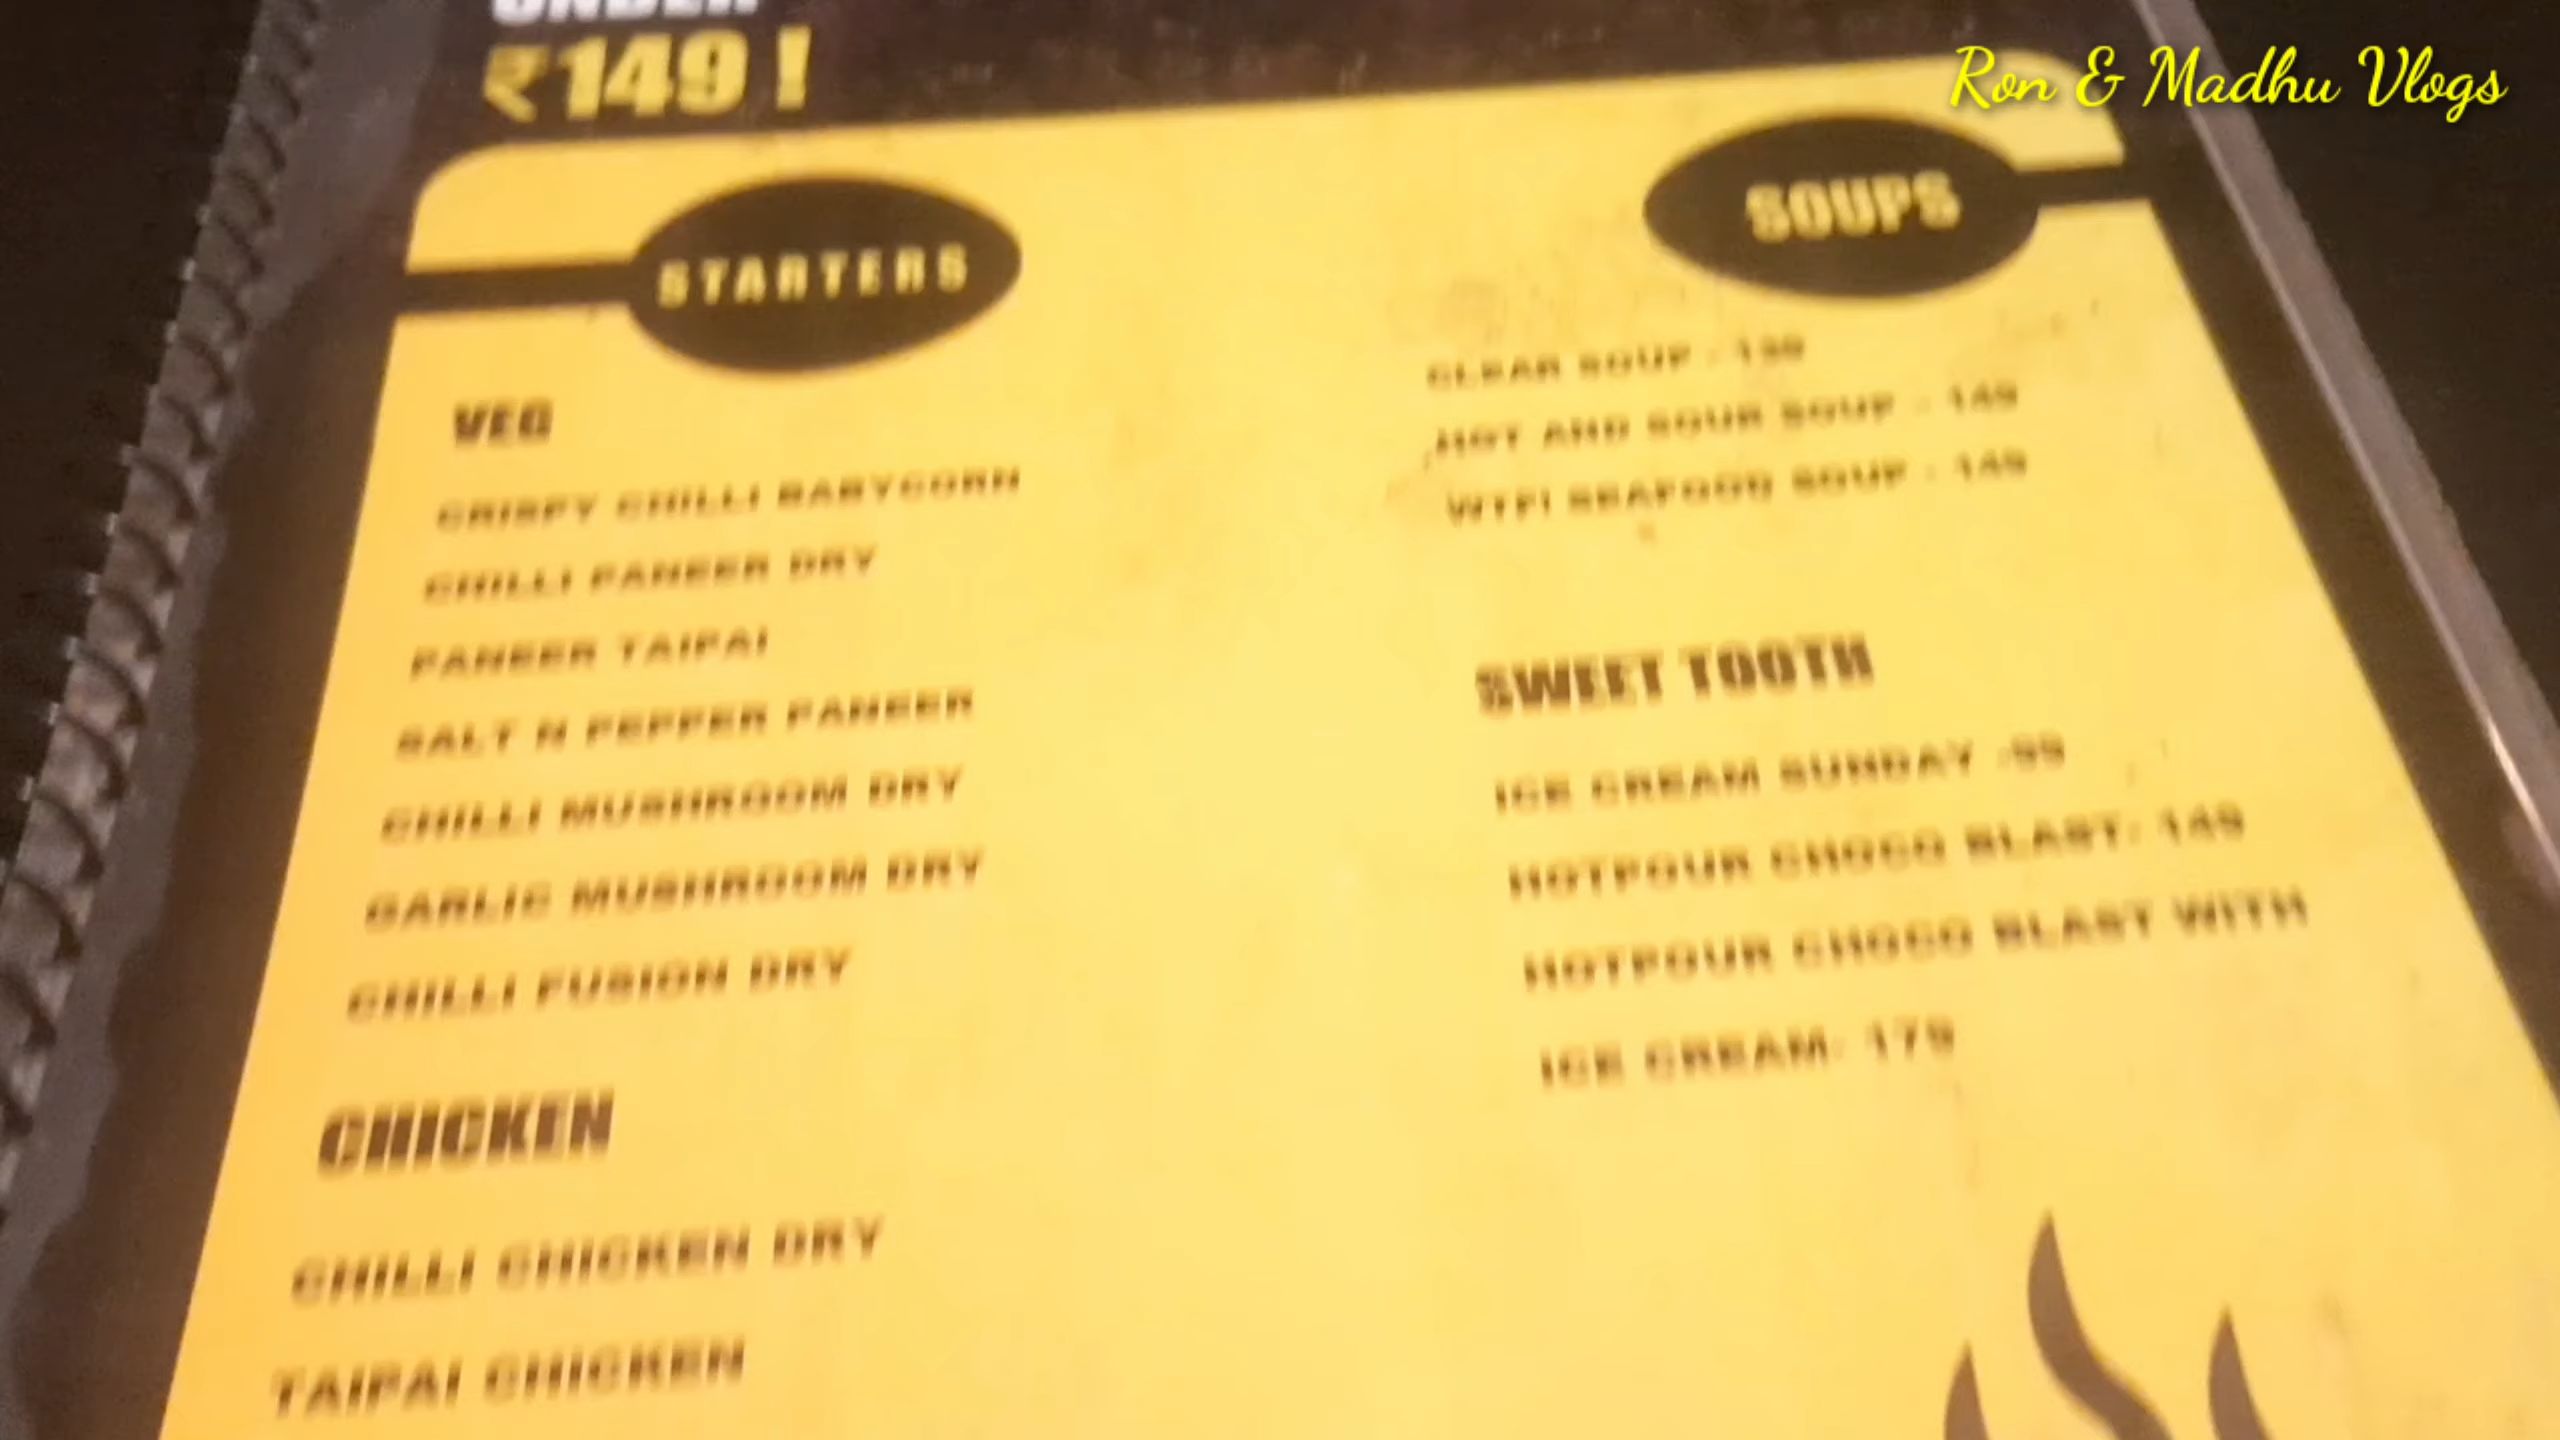 UNDER
₹149 !
Ron & Madhu Vlogs
STARTERS
VEG
CRISPY CHILLI BABYCORN
CHILLI PANEER DRY
PANEER TAIPAI
SALT N PEPPER PANEER
CHILLI MUSHROOM DRY
GARLIC MUSHROOM DRY
CHILLI FUSION DRY
CHICKEN
CHILLI CHICKEN DRY
TAIPAI CHICKEN
SOUPS
CLEAR SOUP - 139
HOT AND SOUR SOUP - 149
WTF! SEAFOOD SOUP - 149
SWEET TOOTH
ICE CREAM SUNDAY -99
HOTPOUR CHOCO BLAST- 149
HOTPOUR CHOCO BLAST WITH
ICE CREAM- 179